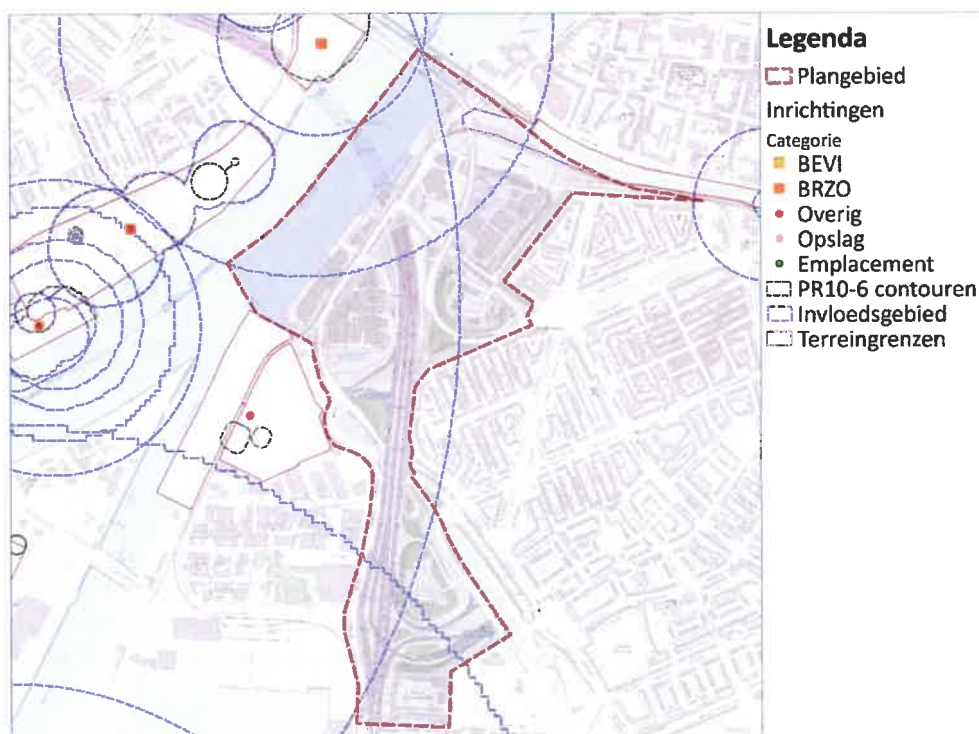 Legenda
Plangebied
Inrichtingen
Categorie
BEVI
BRZO
Overig
Opslag
Emplacement
PR10-6 contouren
Invloedsgebied
Terreingrenzen